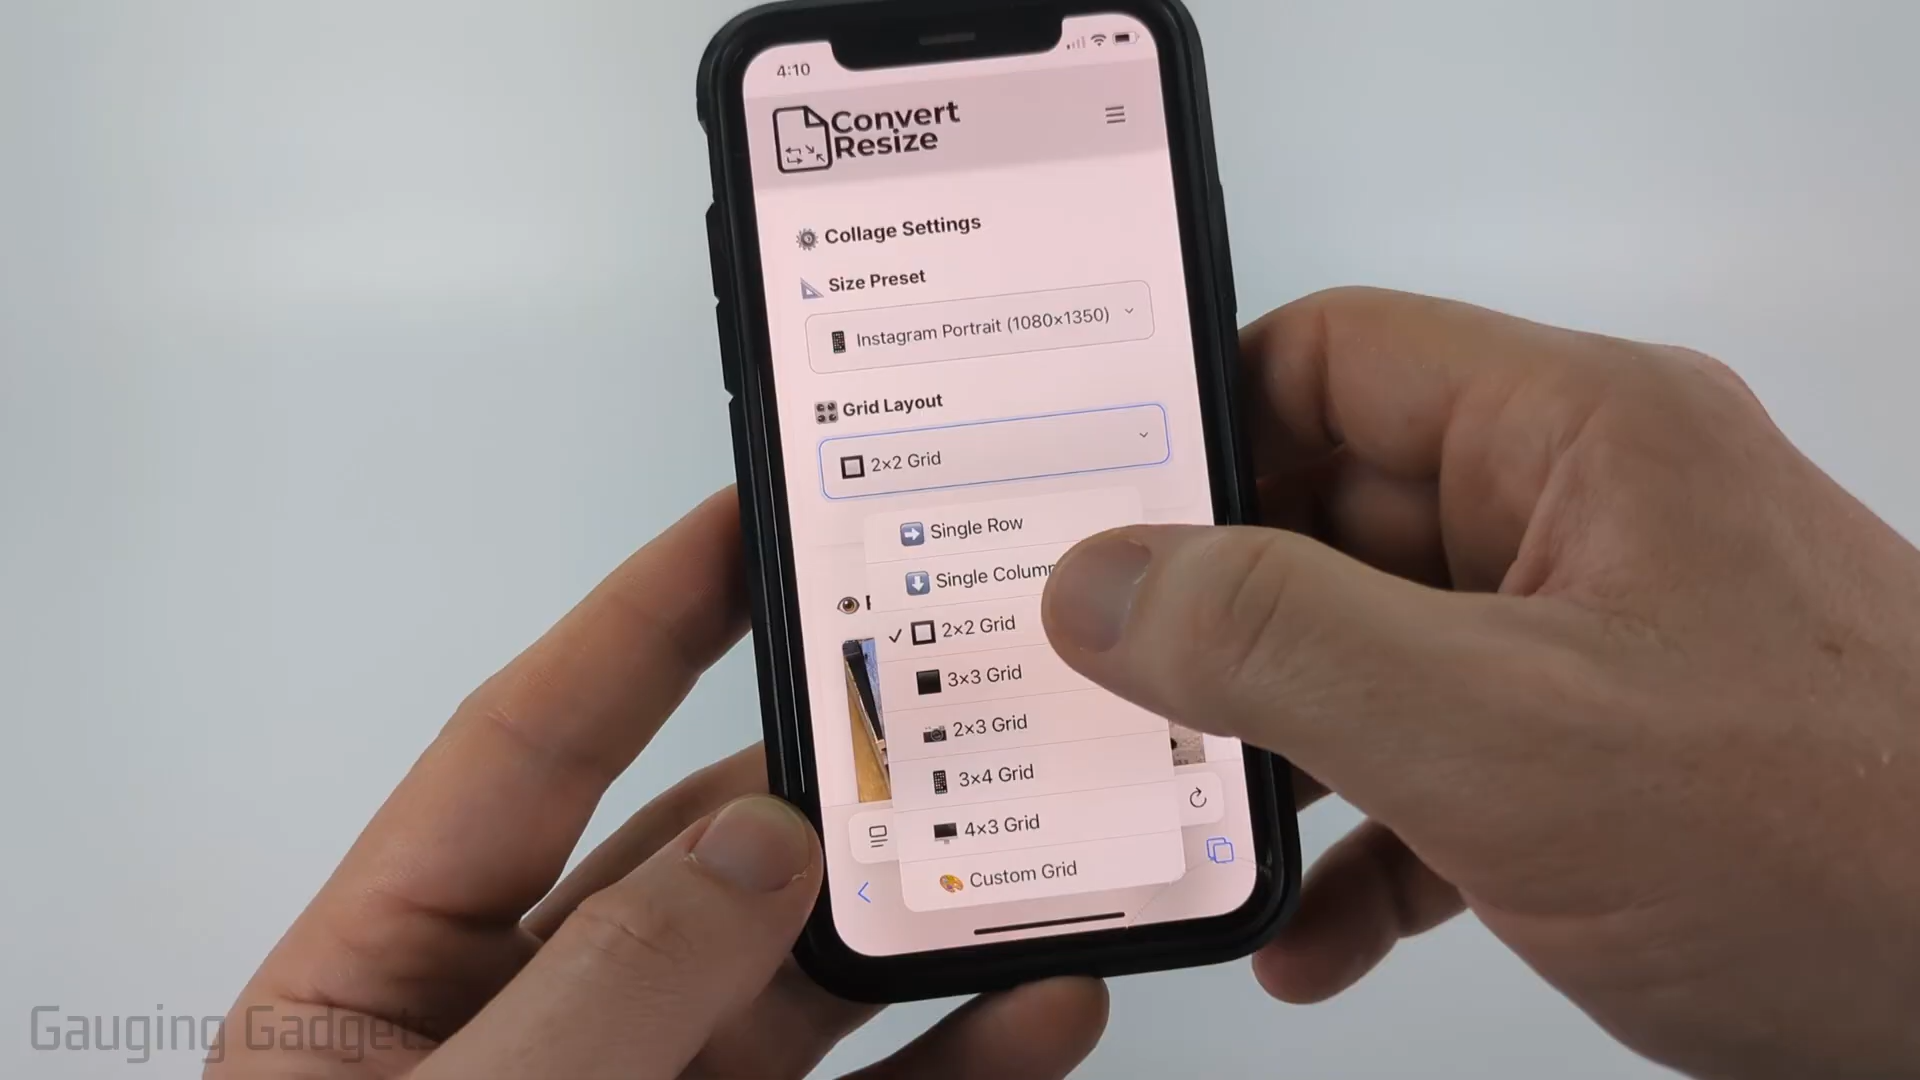 4:10
Convert
Resize
Collage Settings
Size Preset
Instagram Portrait (1080×1350)
Grid Layout
2×2 Grid
Single Row
Single Column
✓ 2×2 Grid
3×3 Grid
2×3 Grid
3×4 Grid
4×3 Grid
Custom Grid
Gauging Gadgets